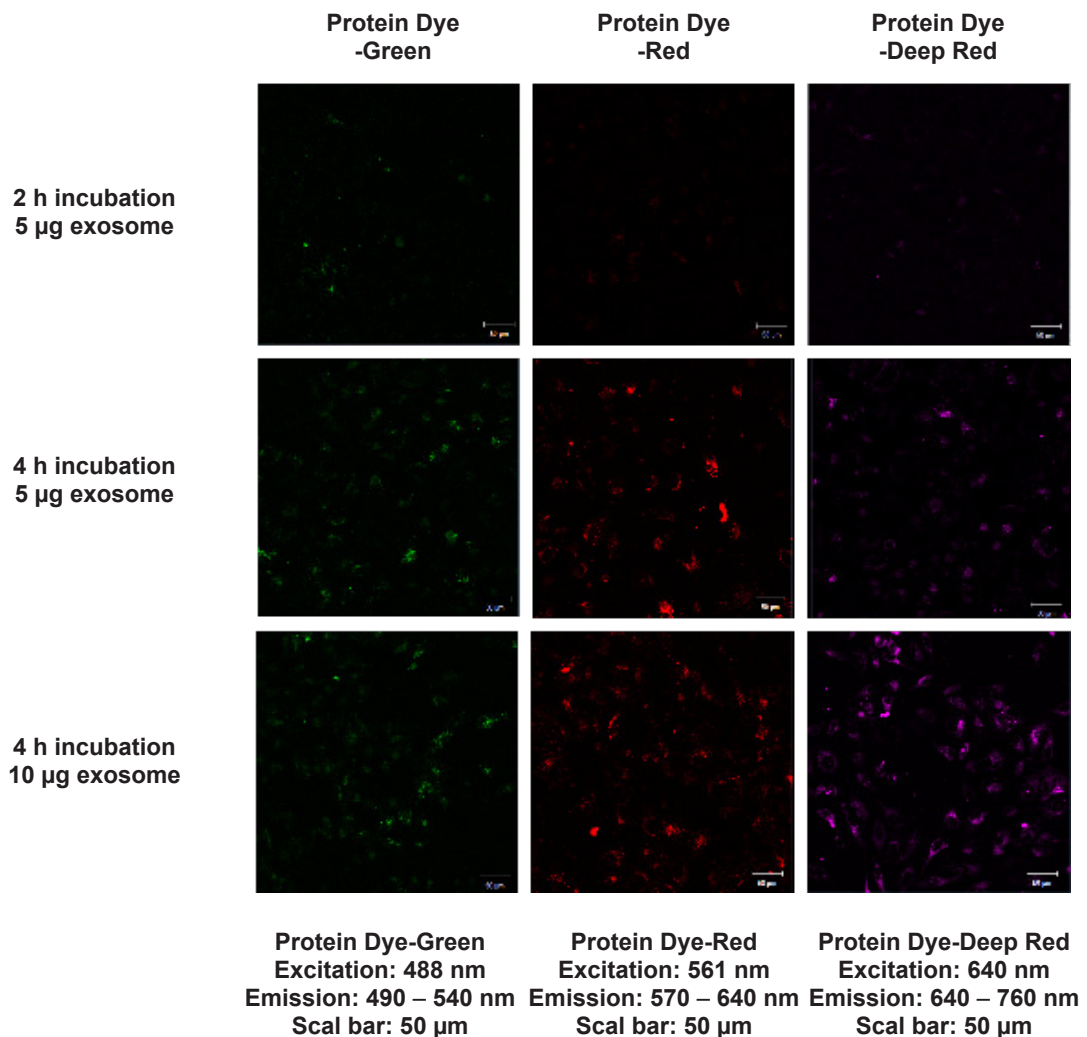 Protein Dye
-Green
Protein Dye
-Red
Protein Dye
-Deep Red
2 h incubation
5 µg exosome
4 h incubation
5 µg exosome
4 h incubation
10 µg exosome
Protein Dye-Green
Excitation: 488 nm
Emission: 490 – 540 nm
Scal bar: 50 µm
Protein Dye-Red
Excitation: 561 nm
Emission: 570 – 640 nm
Scal bar: 50 µm
Protein Dye-Deep Red
Excitation: 640 nm
Emission: 640 – 760 nm
Scal bar: 50 µm